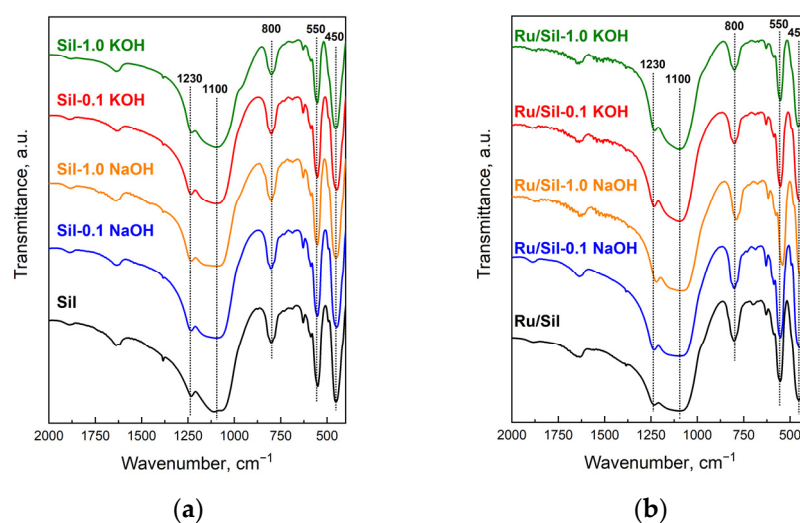 Sil-1.0 KOH
Sil-0.1 KOH
Sil-1.0 NaOH
Sil-0.1 NaOH
Sil
1230
1100
800
550
450
Transmittance, a.u.
2000 1750 1500 1250 1000 750 500
Wavenumber, cm⁻¹
(a)
Ru/Sil-1.0 KOH
Ru/Sil-0.1 KOH
Ru/Sil-1.0 NaOH
Ru/Sil-0.1 NaOH
Ru/Sil
1230
1100
800
550
Transmittance, a.u.
2000 1750 1500 1250 1000 750 500
Wavenumber, cm⁻¹
(b)